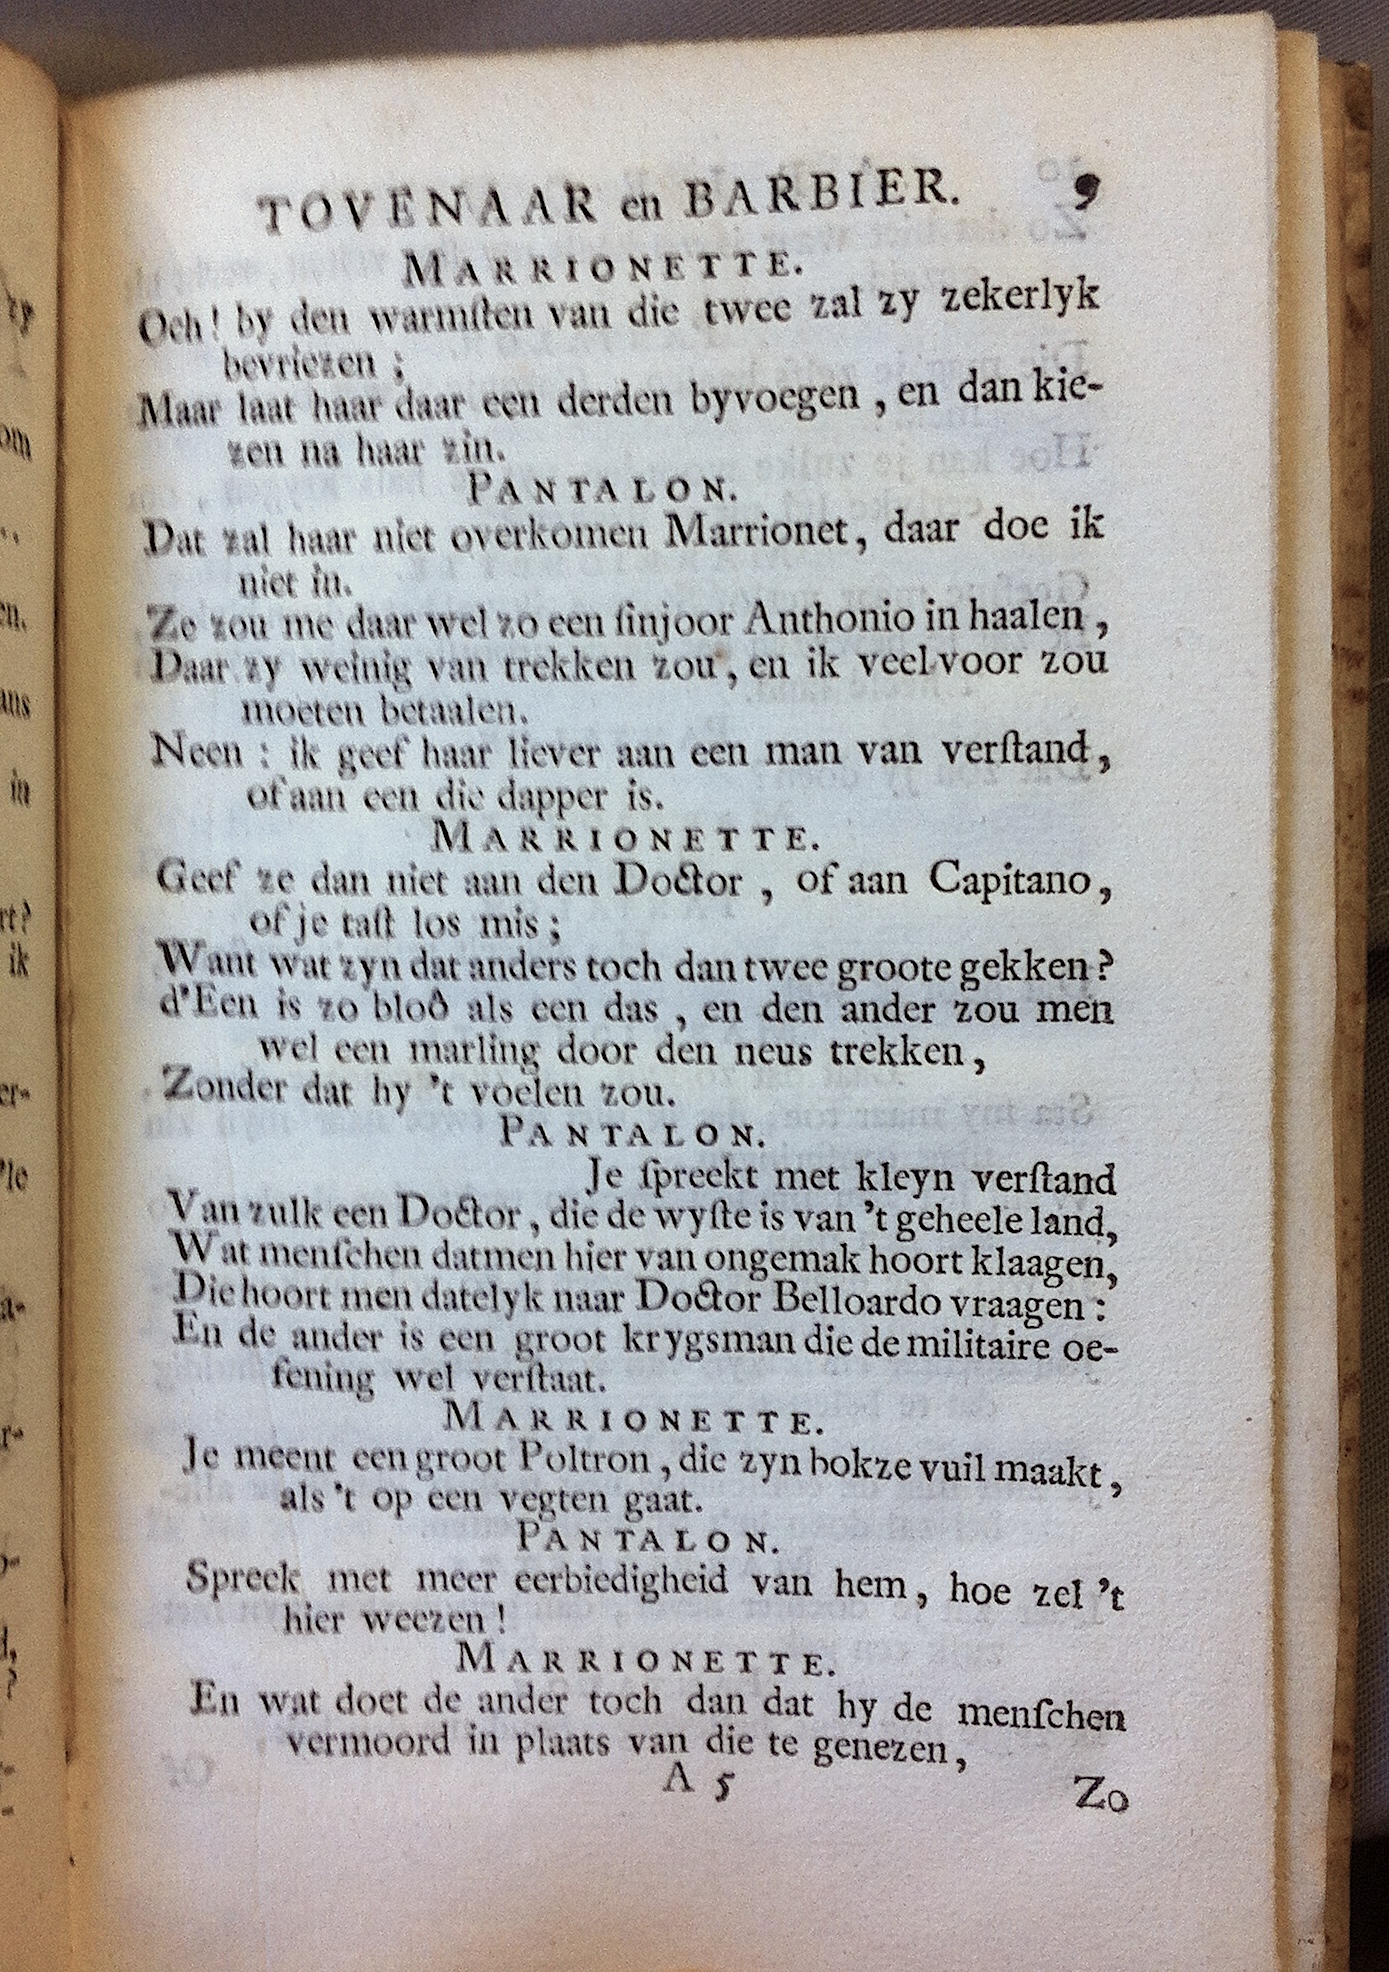 TOVENAAR en BARBIER. 9
MARRIONETTE.
Och! by den warmſten van die twee zal zy zekerlyk
bevriezen ;
Maar laat haar daar een derden byvoegen , en dan kie-
zen na haar zin.
PANTALON.
Dat zal haar niet overkomen Marrionet, daar doe ik
niet in.
Ze zou me daar wel zo een ſinjoor Anthonio in haalen ,
Daar zy weinig van trekken zou , en ik veel voor zou
moeten betaalen.
Neen : ik geef haar liever aan een man van verſtand,
of aan een die dapper is.
MARRIONETTE.
Geef ze dan niet aan den Doctor , of aan Capitano,
of je taſt los mis ;
Want wat zyn dat anders toch dan twee groote gekken?
d'Een is zo bloô als een das , en den ander zou men
wel een marling door den neus trekken ,
Zonder dat hy 't voelen zou.
PANTALON.
Je ſpreekt met kleyn verſtand
Van zulk een Doctor , die de wyſte is van 't geheele land,
Wat menſchen datmen hier van ongemak hoort klaagen,
Die hoort men datelyk naar Doctor Belloardo vraagen :
En de ander is een groot krygsman die de militaire oe-
fening wel verſtaat.
MARRIONETTE.
Je meent een groot Poltron , die zyn bokze vuil maakt ,
als 't op een vegten gaat.
PANTALON.
Spreek met meer eerbiedigheid van hem , hoe zel 't
hier weezen !
MARRIONETTE.
En wat doet de ander toch dan dat hy de menſchen
vermoord in plaats van die te genezen ,
A 5 Zo